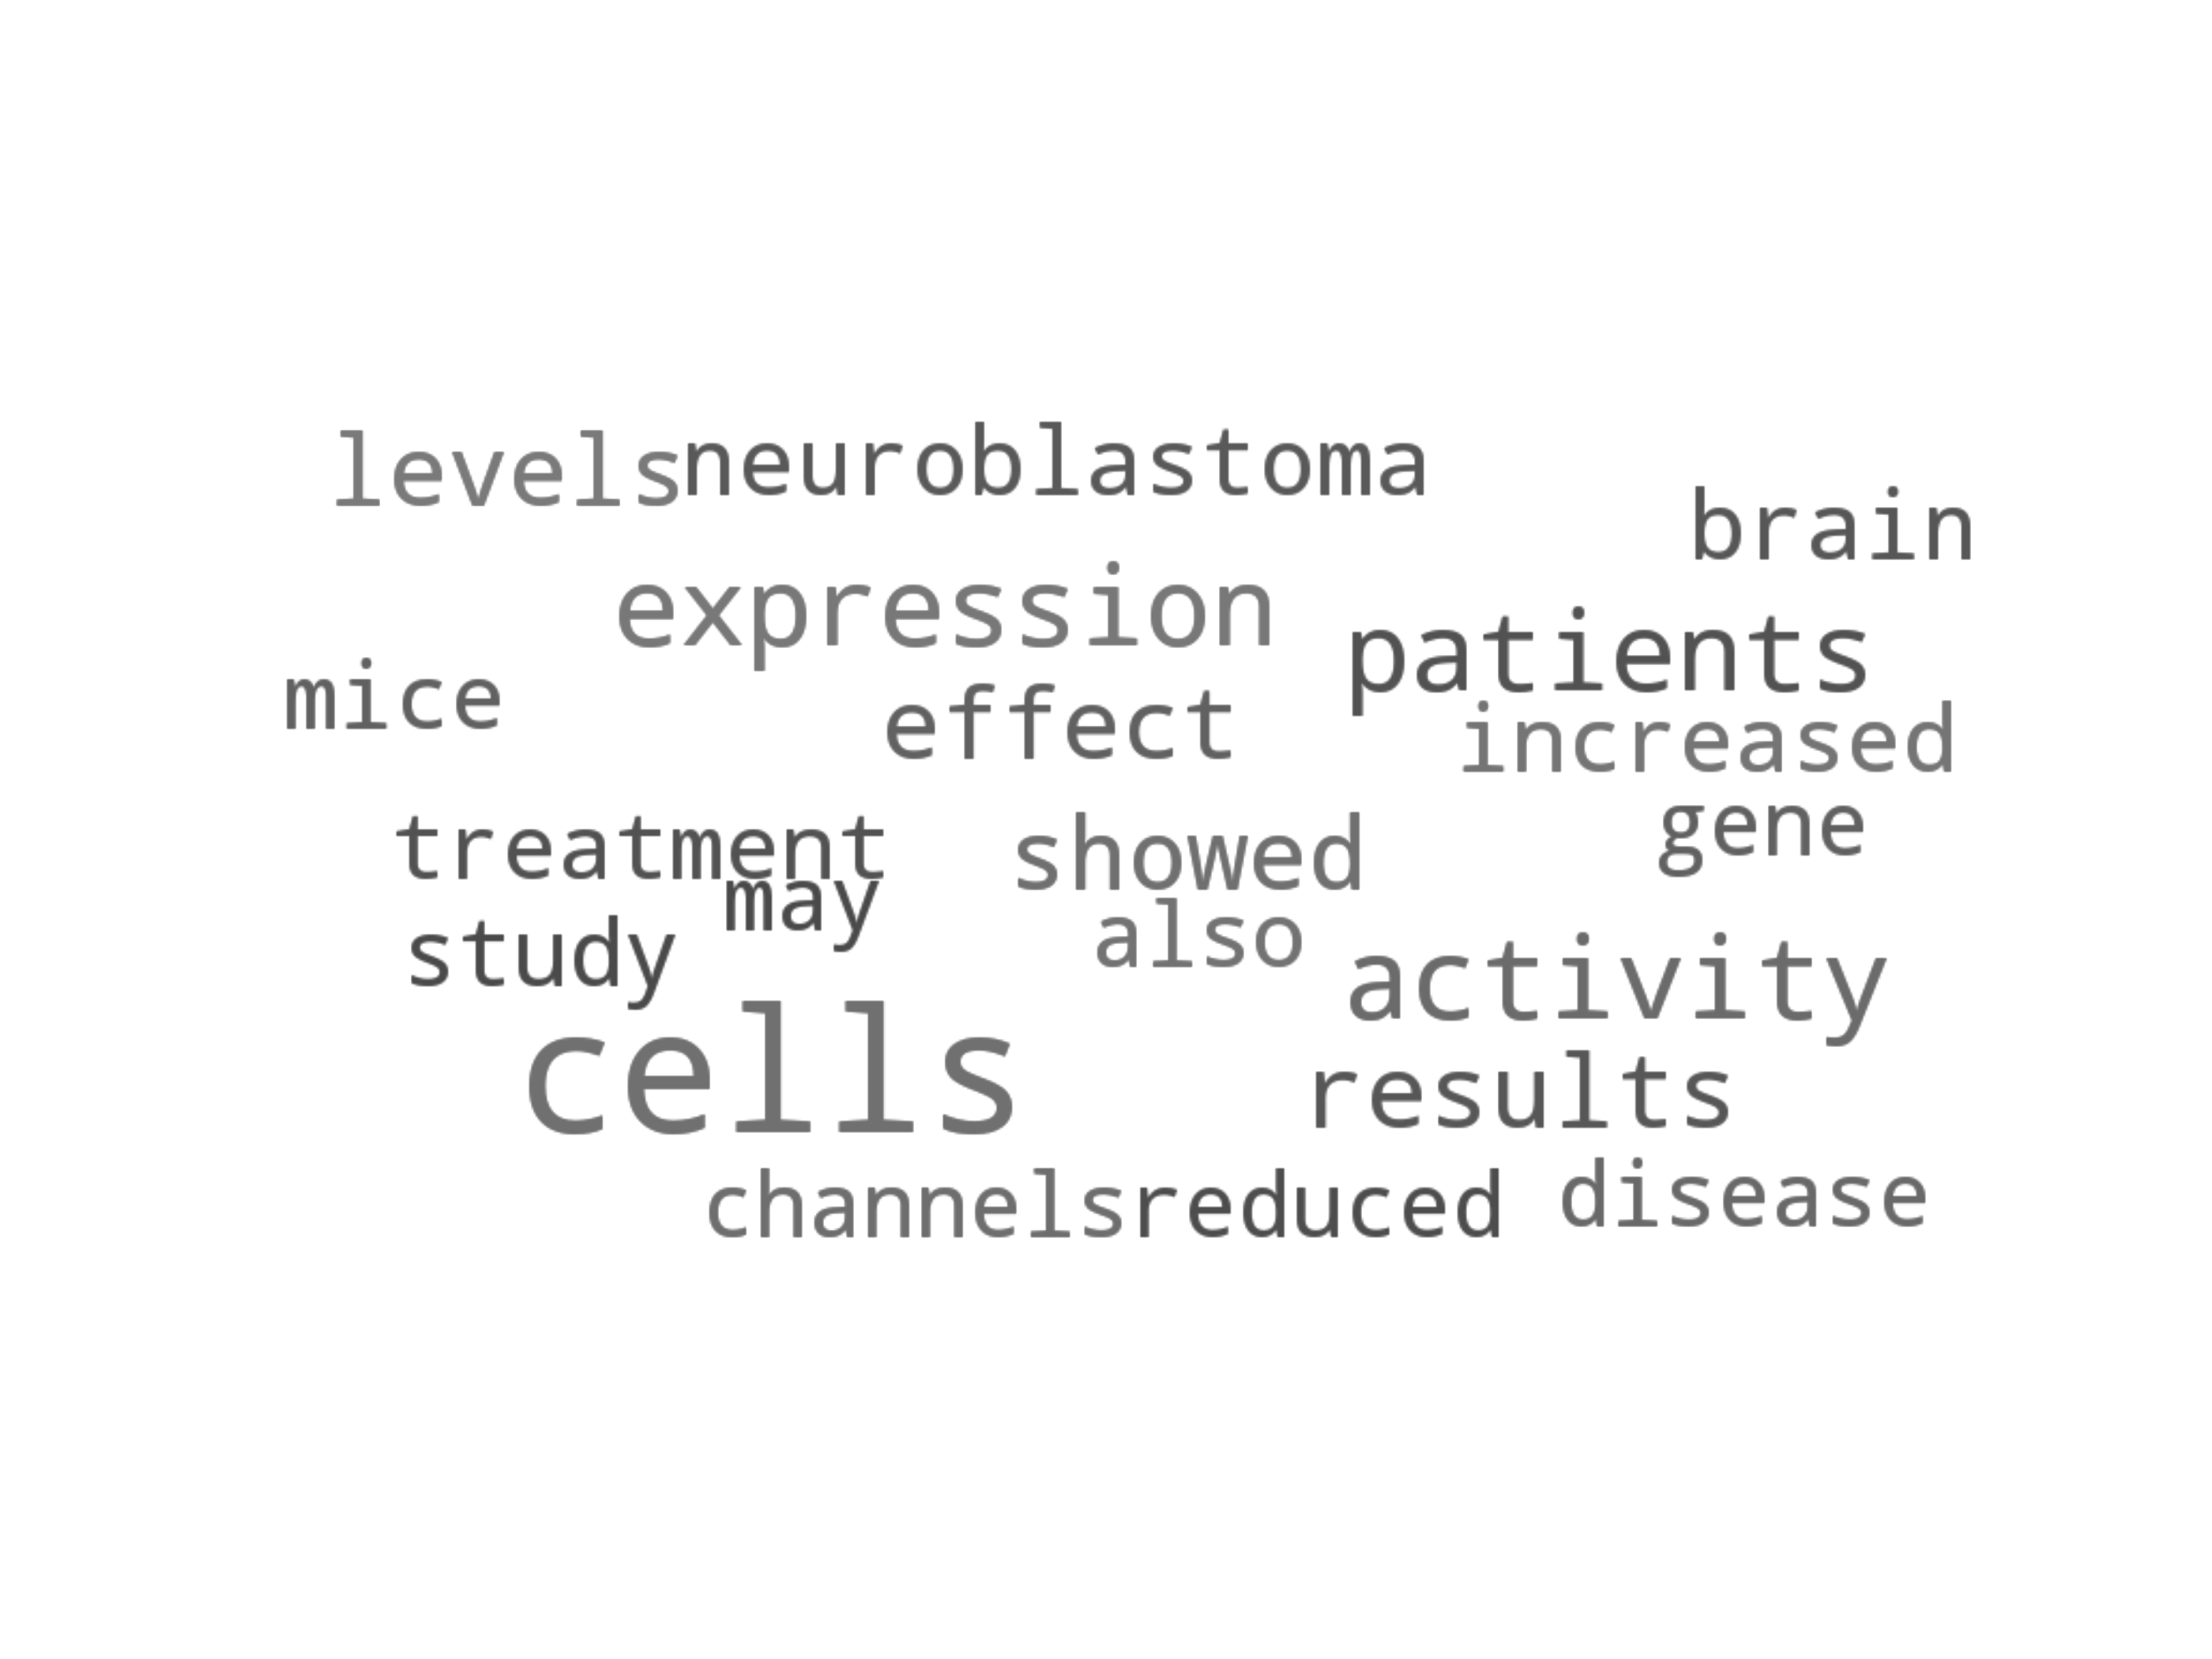 levels neuroblastoma
brain
expression
patients
mice
effect
increased
treatment
showed
gene
may
study
also
activity
cells
results
channels reduced disease